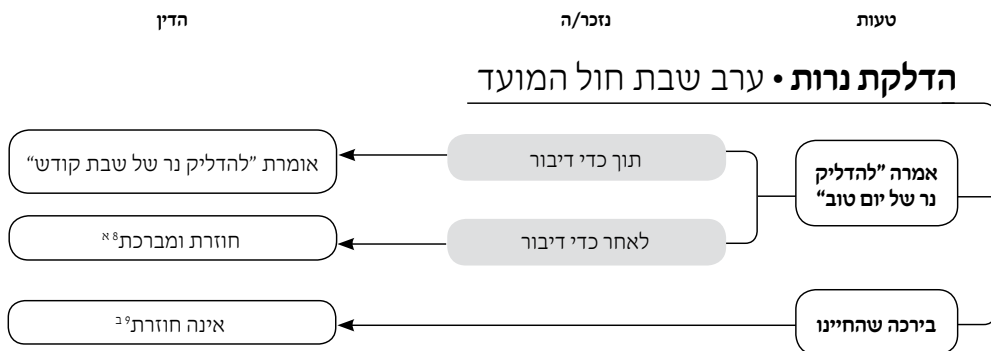 טעות נזכר/ה הדין
הדלקת נרות • ערב שבת חול המועד
אמרה "להדליק
נר של יום טוב"
תוך כדי דיבור
אומרת "להדליק נר של שבת קודש"
לאחר כדי דיבור
חוזרת ומברכת⁸ א
בירכה שהחיינו
אינה חוזרת⁹ ב